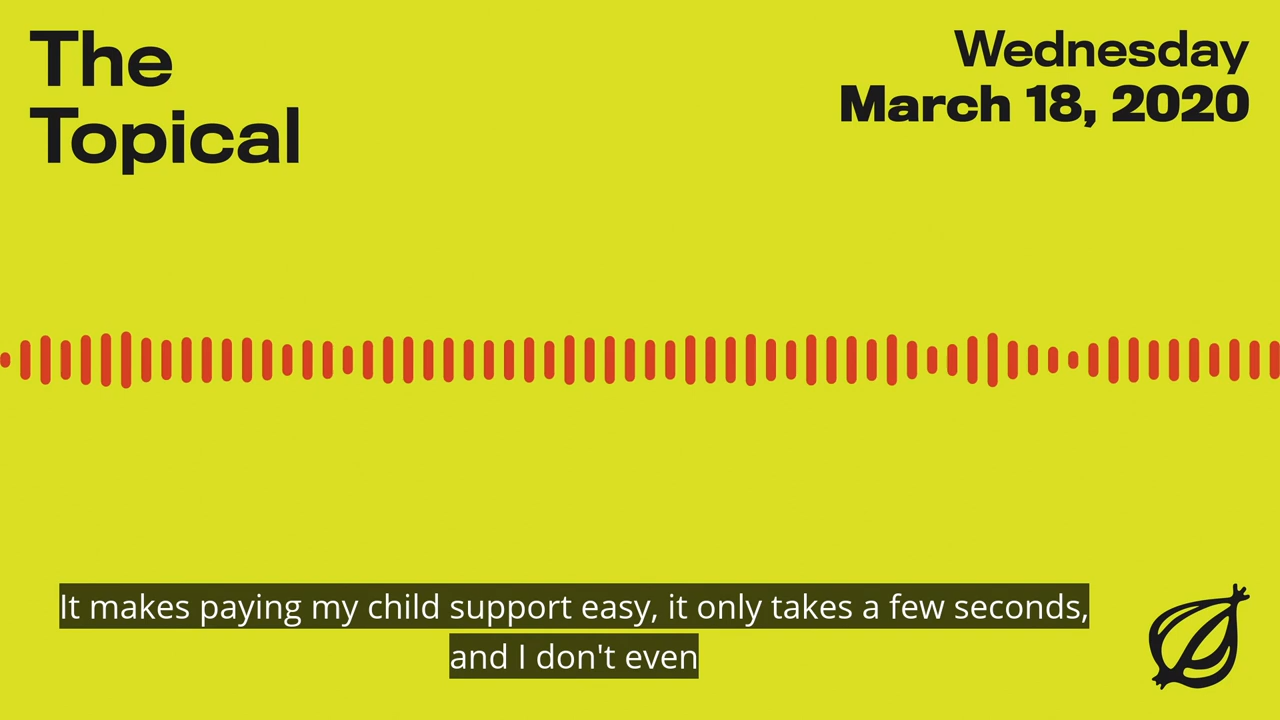 The
Topical
Wednesday
March 18, 2020
It makes paying my child support easy, it only takes a few seconds,
and I don't even